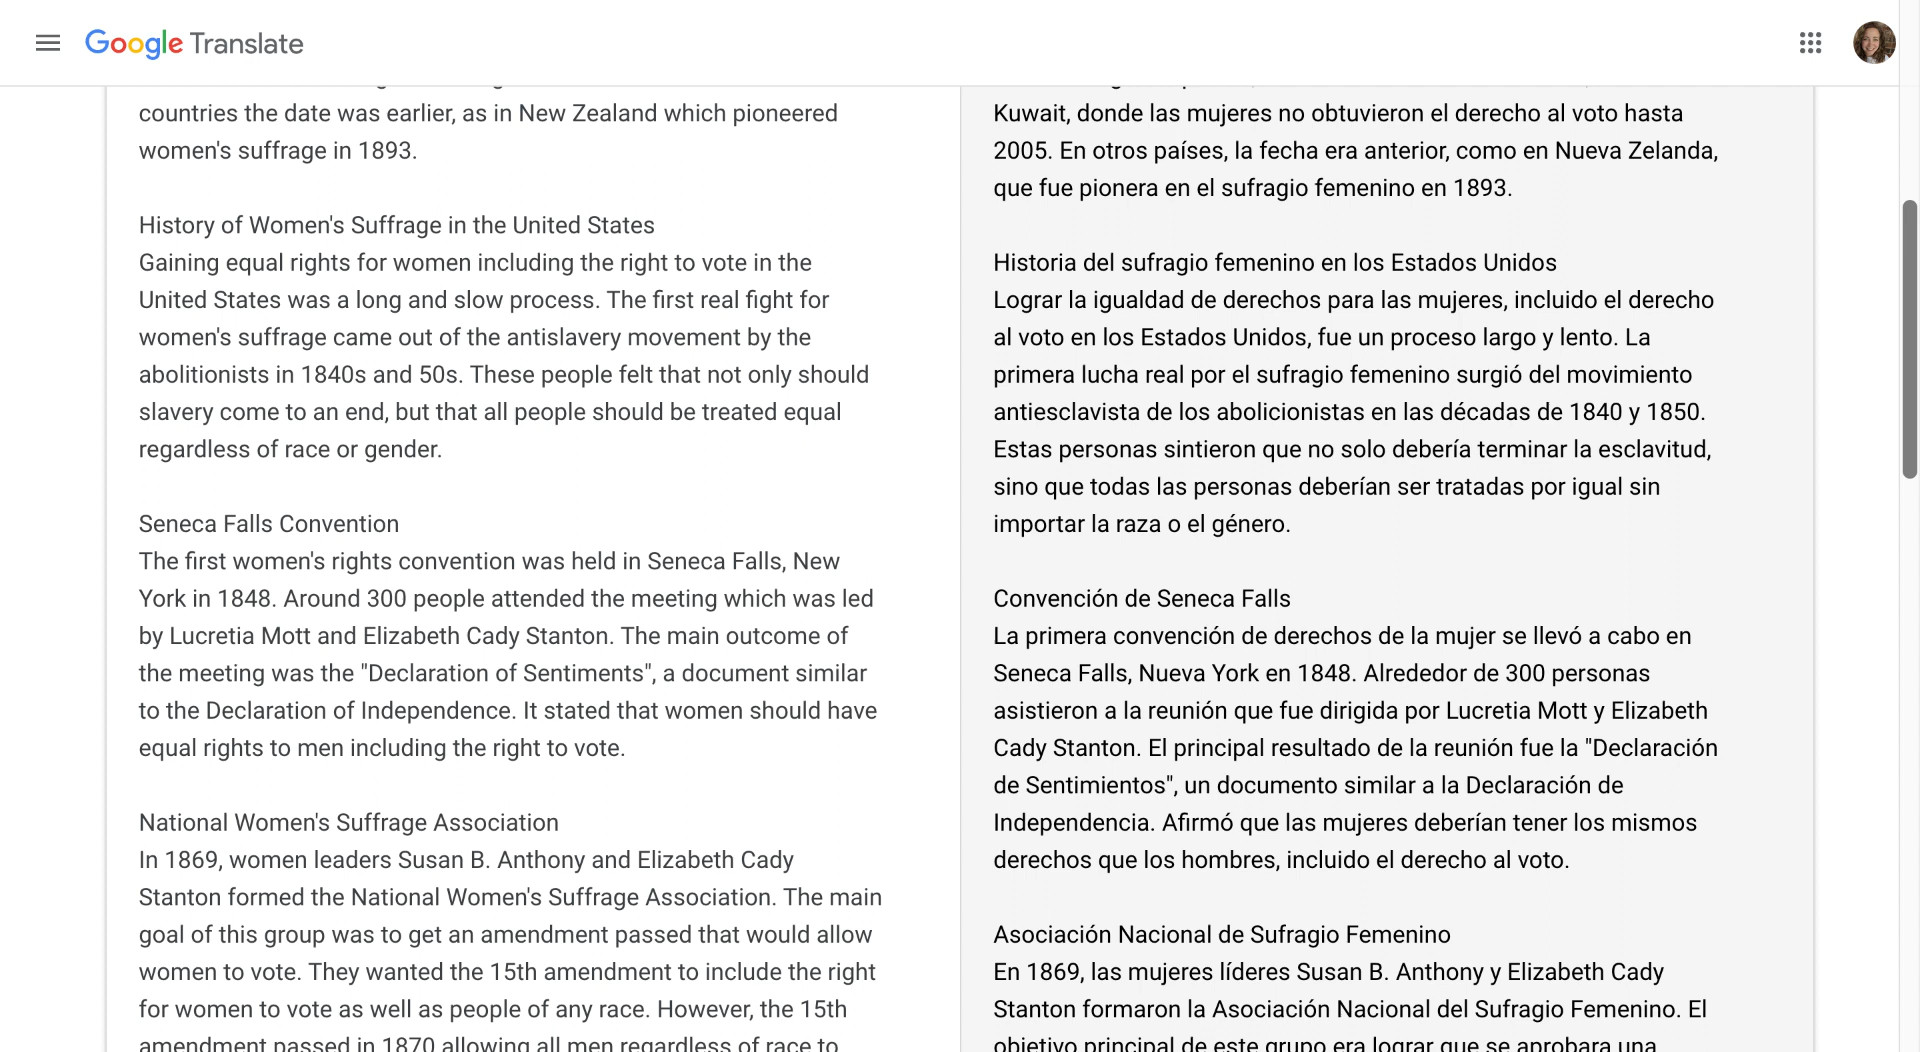 Google Translate
countries the date was earlier, as in New Zealand which pioneered
women's suffrage in 1893.
History of Women's Suffrage in the United States
Gaining equal rights for women including the right to vote in the
United States was a long and slow process. The first real fight for
women's suffrage came out of the antislavery movement by the
abolitionists in 1840s and 50s. These people felt that not only should
slavery come to an end, but that all people should be treated equal
regardless of race or gender.
Seneca Falls Convention
The first women's rights convention was held in Seneca Falls, New
York in 1848. Around 300 people attended the meeting which was led
by Lucretia Mott and Elizabeth Cady Stanton. The main outcome of
the meeting was the "Declaration of Sentiments", a document similar
to the Declaration of Independence. It stated that women should have
equal rights to men including the right to vote.
National Women's Suffrage Association
In 1869, women leaders Susan B. Anthony and Elizabeth Cady
Stanton formed the National Women's Suffrage Association. The main
goal of this group was to get an amendment passed that would allow
women to vote. They wanted the 15th amendment to include the right
for women to vote as well as people of any race. However, the 15th
amendment passed in 1870 allowing all men regardless of race to
Kuwait, donde las mujeres no obtuvieron el derecho al voto hasta
2005. En otros países, la fecha era anterior, como en Nueva Zelanda,
que fue pionera en el sufragio femenino en 1893.
Historia del sufragio femenino en los Estados Unidos
Lograr la igualdad de derechos para las mujeres, incluido el derecho
al voto en los Estados Unidos, fue un proceso largo y lento. La
primera lucha real por el sufragio femenino surgió del movimiento
antiesclavista de los abolicionistas en las décadas de 1840 y 1850.
Estas personas sintieron que no solo debería terminar la esclavitud,
sino que todas las personas deberían ser tratadas por igual sin
importar la raza o el género.
Convención de Seneca Falls
La primera convención de derechos de la mujer se llevó a cabo en
Seneca Falls, Nueva York en 1848. Alrededor de 300 personas
asistieron a la reunión que fue dirigida por Lucretia Mott y Elizabeth
Cady Stanton. El principal resultado de la reunión fue la "Declaración
de Sentimientos", un documento similar a la Declaración de
Independencia. Afirmó que las mujeres deberían tener los mismos
derechos que los hombres, incluido el derecho al voto.
Asociación Nacional de Sufragio Femenino
En 1869, las mujeres líderes Susan B. Anthony y Elizabeth Cady
Stanton formaron la Asociación Nacional del Sufragio Femenino. El
objetivo principal de este grupo era lograr que se aprobara una